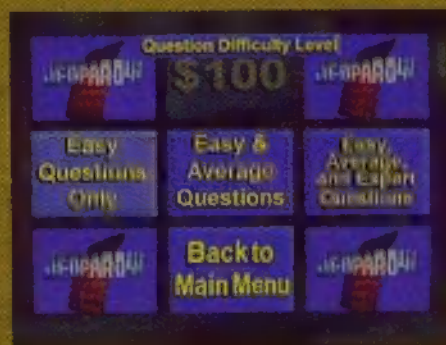 Question Difficulty Level
JEOPARDY!
$100
JEOPARDY!
Easy
Questions
Only
Easy &
Average
Questions
Easy,
Average,
and Expert
Questions
JEOPARDY!
Back to
Main Menu
JEOPARDY!